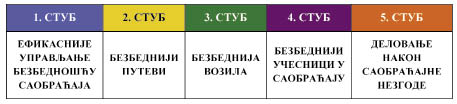 1. СТУБ
2. СТУБ
3. СТУБ
4. СТУБ
5. СТУБ
ЕФИКАСНИЈЕ
УПРАВЉАЊЕ
БЕЗБЕДНОШЋУ
САОБРАЋАЈА
БЕЗБЕДНИЈИ
ПУТЕВИ
БЕЗБЕДНИЈА
ВОЗИЛА
БЕЗБЕДНИЈИ
УЧЕСНИЦИ У
САОБРАЋАЈУ
ДЕЛОВАЊЕ
НАКОН
САОБРАЋАЈНЕ
НЕЗГОДЕ